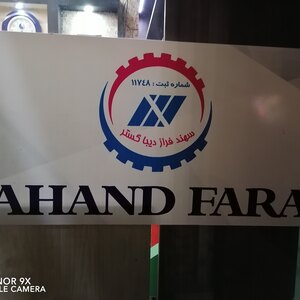 شماره ثبت : ۱۱۷۴۸
سهند فراز دیبا گستر
AHAND FARA
NOR 9X
LE CAMERA